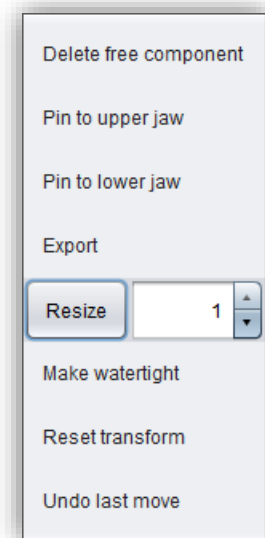 Delete free component
Pin to upper jaw
Pin to lower jaw
Export
Resize 1
Make watertight
Reset transform
Undo last move